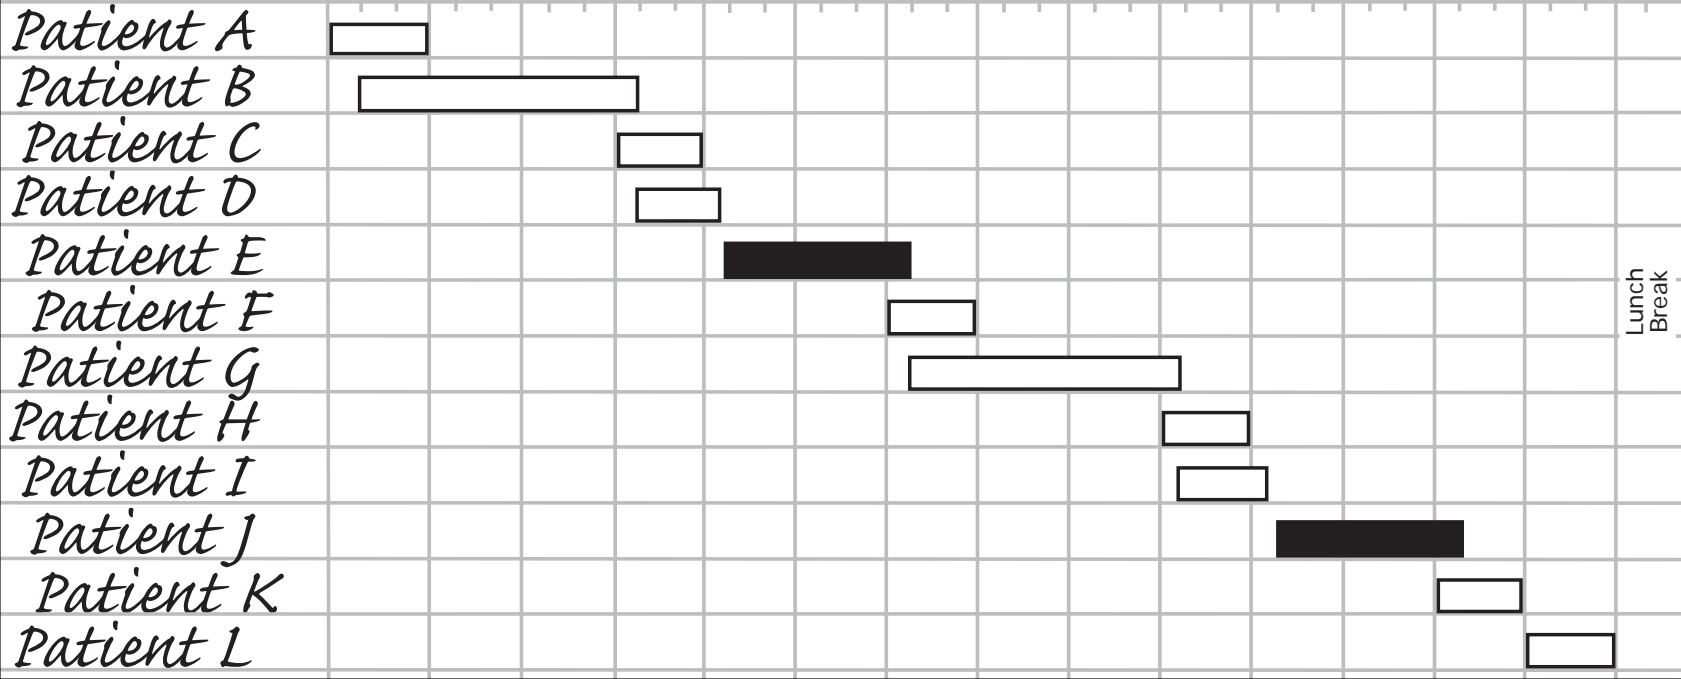 Patient A
Patient B
Patient C
Patient D
Patient E
Patient F
Patient G
Patient H
Patient I
Patient J
Patient K
Patient L
Lunch
Break